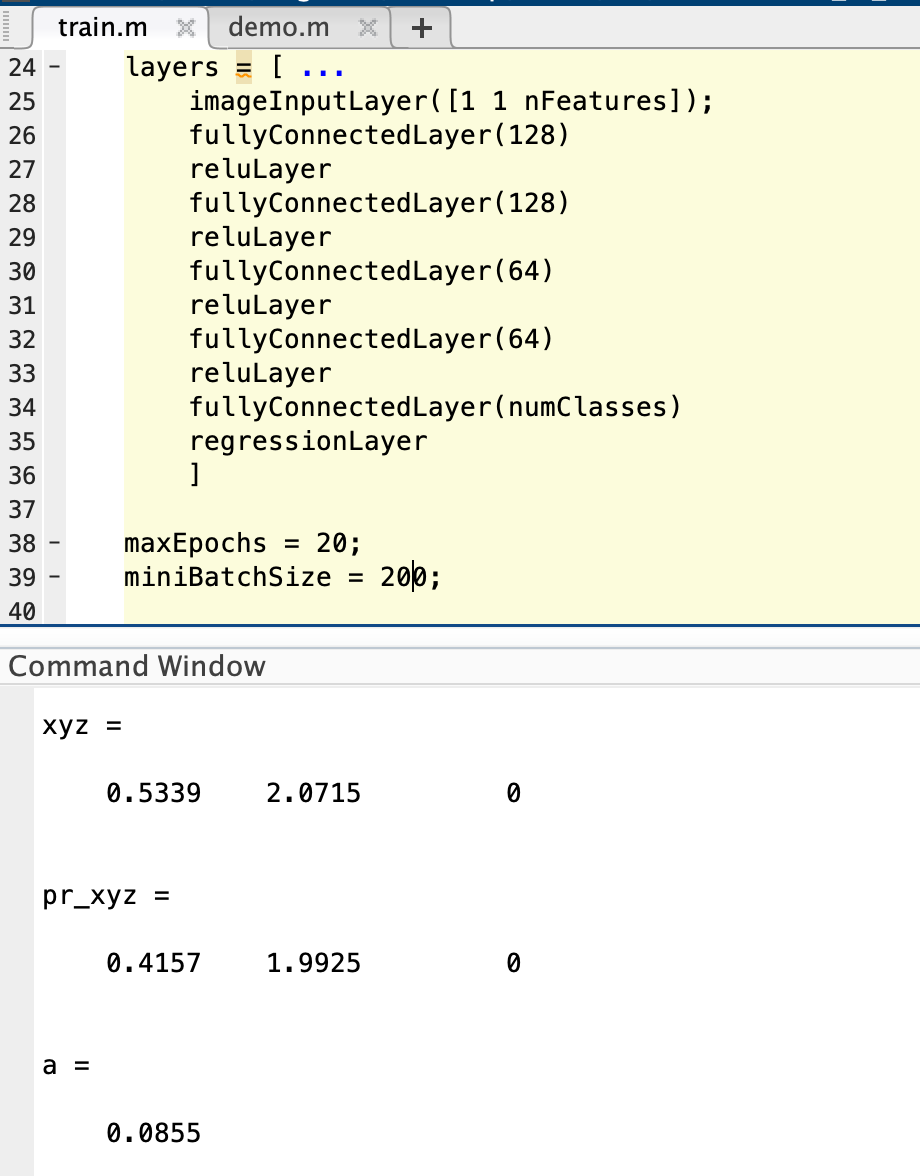 train.m demo.m +
24 - layers = [ ...
25 imageInputLayer([1 1 nFeatures]);
26 fullyConnectedLayer(128)
27 reluLayer
28 fullyConnectedLayer(128)
29 reluLayer
30 fullyConnectedLayer(64)
31 reluLayer
32 fullyConnectedLayer(64)
33 reluLayer
34 fullyConnectedLayer(numClasses)
35 regressionLayer
36 ]
37
38 - maxEpochs = 20;
39 - miniBatchSize = 200;
40
Command Window
xyz =
0.5339 2.0715 0
pr_xyz =
0.4157 1.9925 0
a =
0.0855